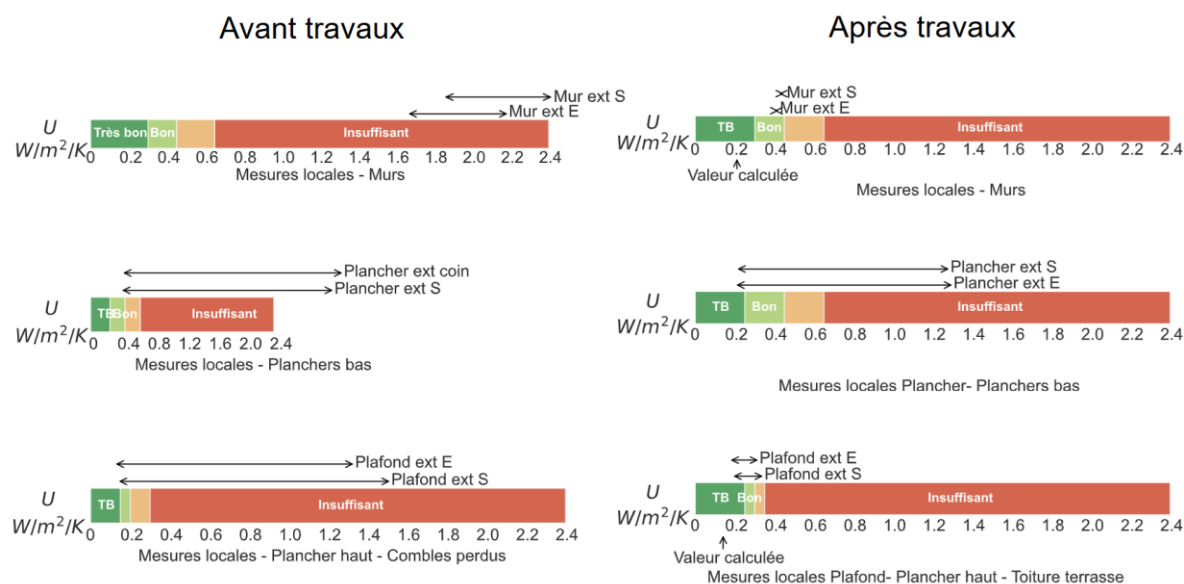 Avant travaux
Mur ext S
Mur ext E
Très bon Bon Insuffisant
U
W/m²/K
0 0.2 0.4 0.6 1.0 1.2 1.4 1.6 1.8 2.0 2.2 2.4
Mesures locales - Murs
Plancher ext coin
Plancher ext S
TB Bon Insuffisant
U
W/m²/K
0 0.4 0.8 1.2 1.6 2.0 2.4
Mesures locales - Planchers bas
Plafond ext E
Plafond ext S
TB Insuffisant
U
W/m²/K
0 0.2 0.4 0.6 0.8 1.0 1.2 1.4 1.6 1.8 2.0 2.2 2.4
Mesures locales - Plancher haut - Combles perdus
Après travaux
Mur ext S
Mur ext E
TB Bon Insuffisant
U
W/m²/K
0 0.2 0.4 0.6 0.8 1.0 1.2 1.4 1.6 1.8 2.0 2.2 2.4
Valeur calculée
Mesures locales - Murs
Plancher ext S
Plancher ext E
TB Bon Insuffisant
U
W/m²/K
0 0.2 0.4 0.6 0.8 1.0 1.2 1.4 1.6 1.8 2.0 2.2 2.4
Mesures locales Plancher- Planchers bas
Plafond ext E
Plafond ext S
TB Bon Insuffisant
U
W/m²/K
0 0.2 0.4 0.6 0.8 1.0 1.2 1.4 1.6 1.8 2.0 2.2 2.4
Valeur calculée
Mesures locales Plafond- Plancher haut - Toiture terrasse